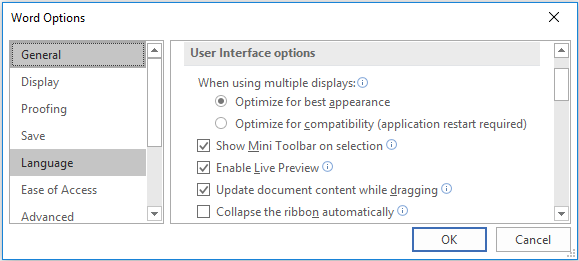 Word Options
General
Display
Proofing
Save
Language
Ease of Access
Advanced
User Interface options
When using multiple displays:
Optimize for best appearance
Optimize for compatibility (application restart required)
Show Mini Toolbar on selection
Enable Live Preview
Update document content while dragging
Collapse the ribbon automatically
OK
Cancel